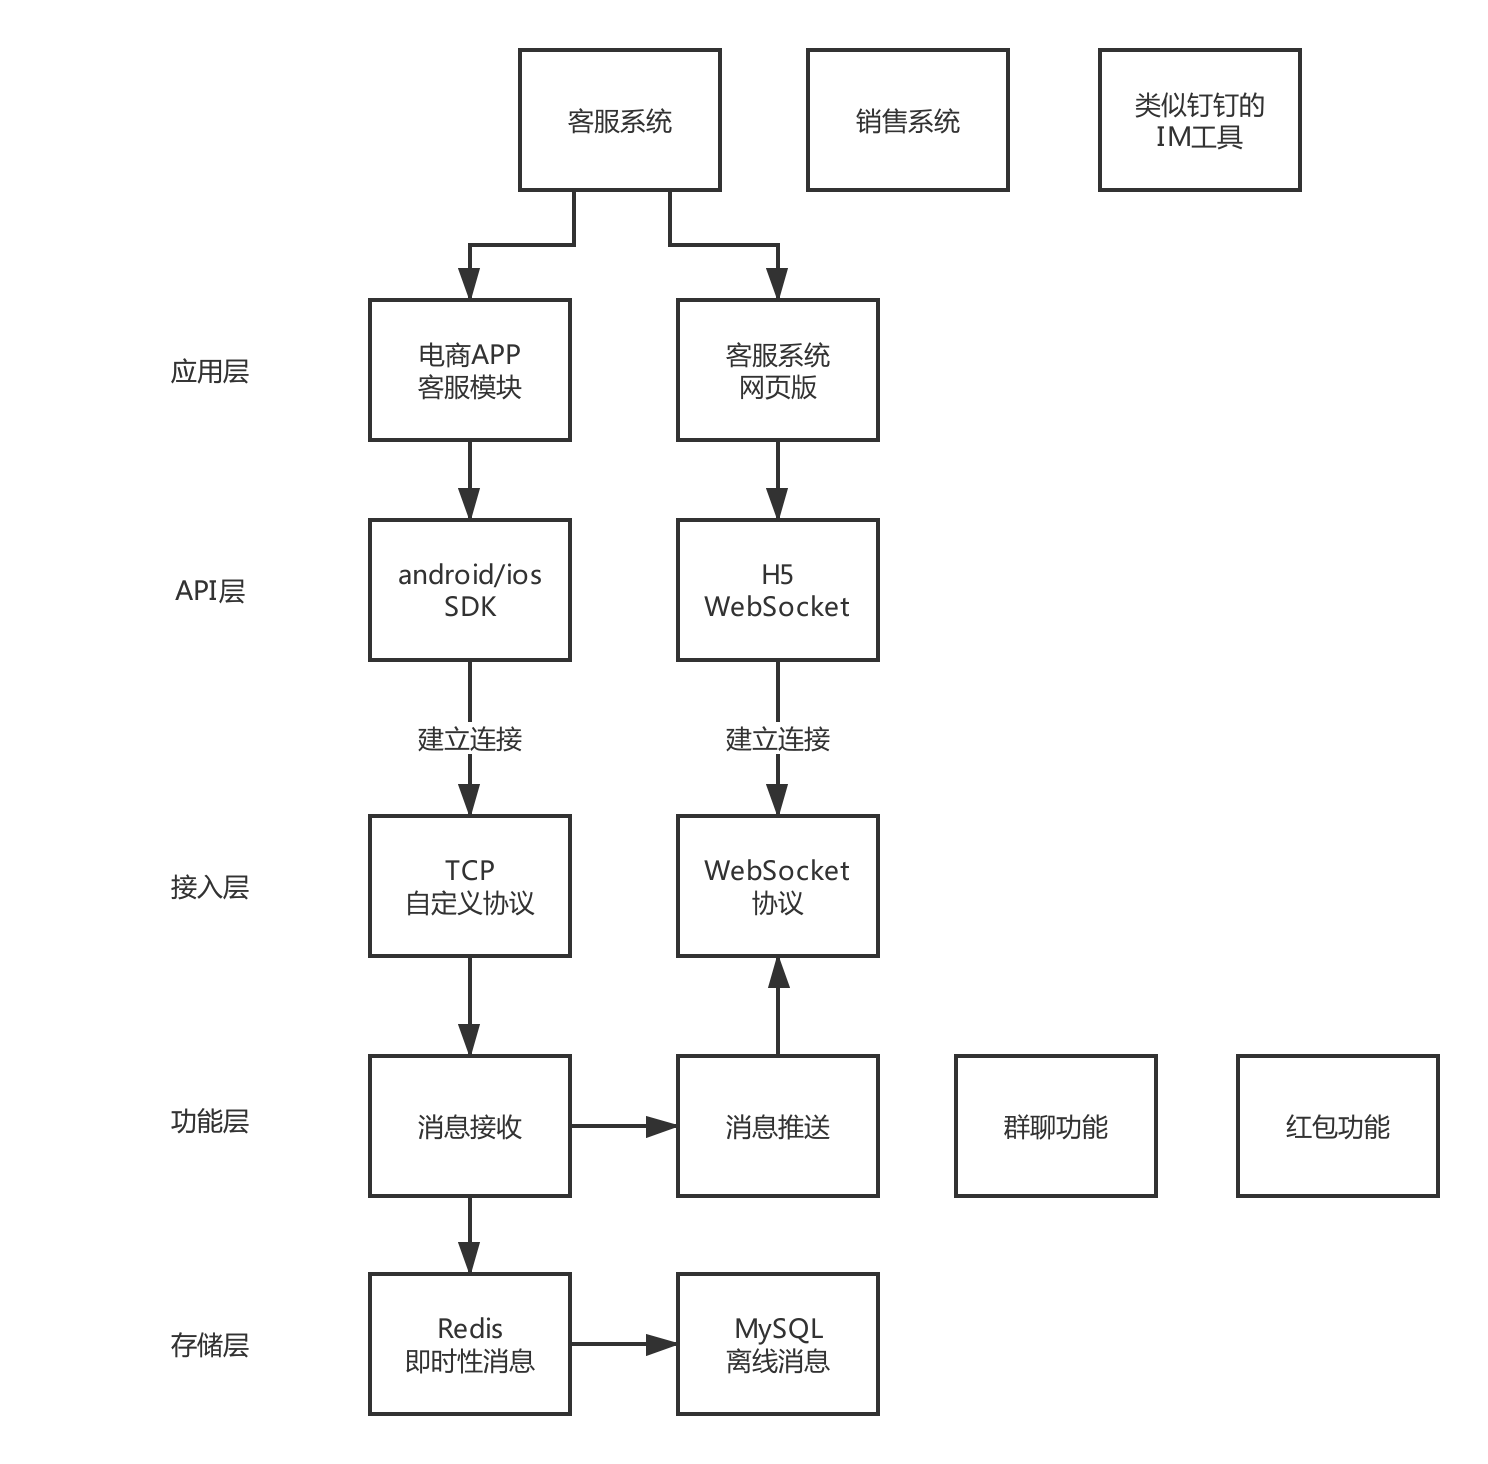 客服系统
销售系统
类似钉钉的
IM工具
应用层
电商APP
客服模块
客服系统
网页版
API层
android/ios
SDK
H5
WebSocket
建立连接
建立连接
接入层
TCP
自定义协议
WebSocket
协议
功能层
消息接收
消息推送
群聊功能
红包功能
存储层
Redis
即时性消息
MySQL
离线消息